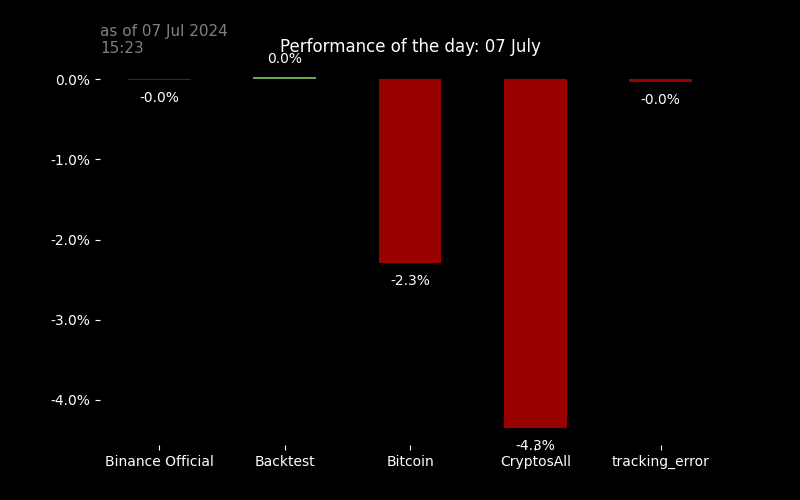 as of 07 Jul 2024
15:23
Performance of the day: 07 July
0.0%
0.0%
-0.0%
-0.0%
-1.0%
-2.0%
-2.3%
-3.0%
-4.0%
-4.3%
Binance Official
Backtest
Bitcoin
CryptosAll
tracking_error